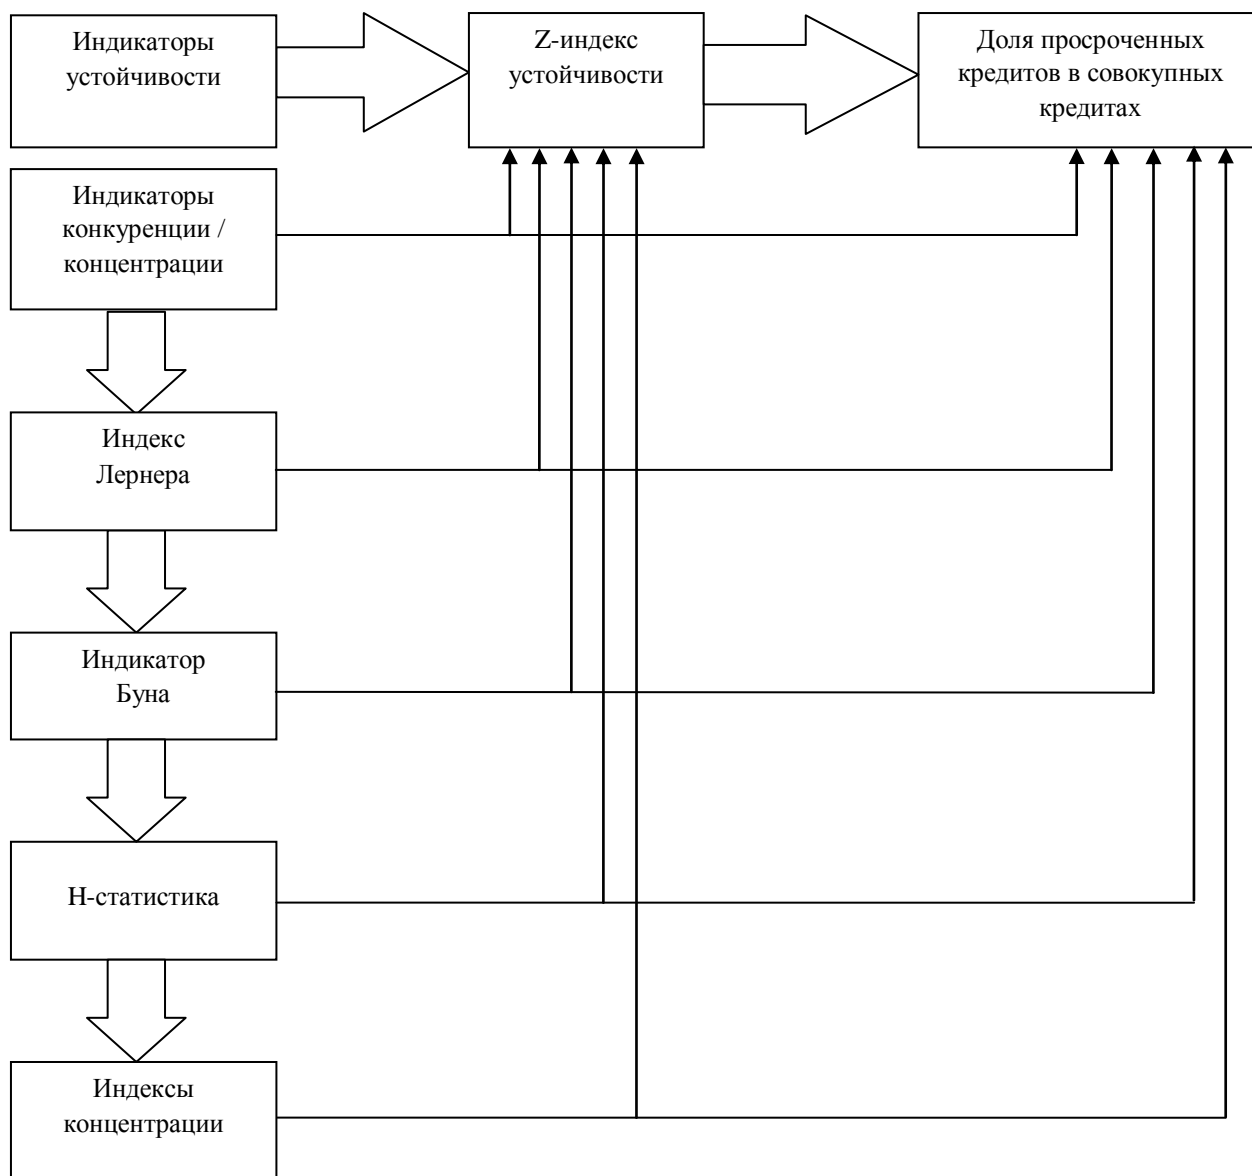 Индикаторы
устойчивости
Z-индекс
устойчивости
Доля просроченных
кредитов в совокупных
кредитах
Индикаторы
конкуренции /
концентрации
Индекс
Лернера
Индикатор
Буна
Н-статистика
Индексы
концентрации